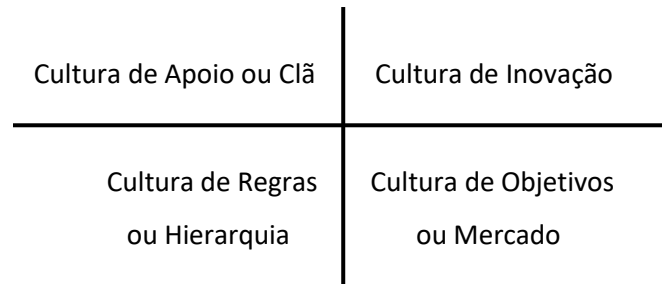 Cultura de Apoio ou Clã
Cultura de Inovação
Cultura de Regras
ou Hierarquia
Cultura de Objetivos
ou Mercado